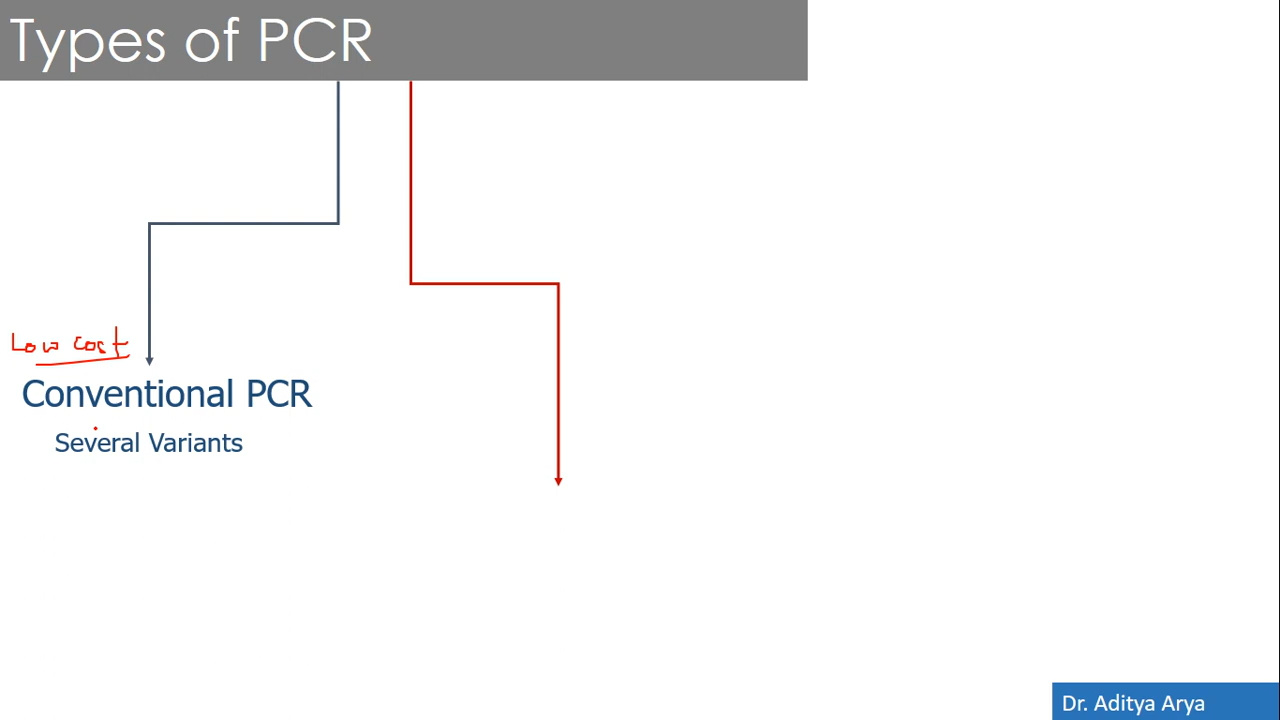 Types of PCR
Low cost
Conventional PCR
Several Variants
Dr. Aditya Arya